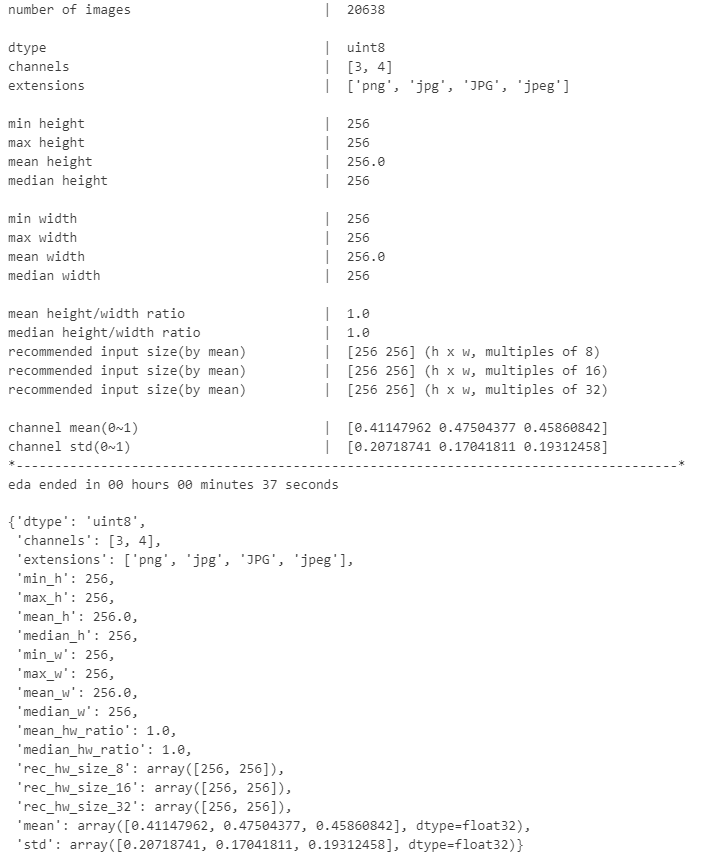 number of images | 20638
dtype | uint8
channels | [3, 4]
extensions | ['png', 'jpg', 'JPG', 'jpeg']
min height | 256
max height | 256
mean height | 256.0
median height | 256
min width | 256
max width | 256
mean width | 256.0
median width | 256
mean height/width ratio | 1.0
median height/width ratio | 1.0
recommended input size(by mean) | [256 256] (h x w, multiples of 8)
recommended input size(by mean) | [256 256] (h x w, multiples of 16)
recommended input size(by mean) | [256 256] (h x w, multiples of 32)
channel mean(0~1) | [0.41147962 0.47504377 0.45860842]
channel std(0~1) | [0.20718741 0.17041811 0.19312458]
*--------------------------------------------------------------------------------------*
eda ended in 00 hours 00 minutes 37 seconds
{'dtype': 'uint8',
'channels': [3, 4],
'extensions': ['png', 'jpg', 'JPG', 'jpeg'],
'min_h': 256,
'max_h': 256,
'mean_h': 256.0,
'median_h': 256,
'min_w': 256,
'max_w': 256,
'mean_w': 256.0,
'median_w': 256,
'mean_hw_ratio': 1.0,
'median_hw_ratio': 1.0,
'rec_hw_size_8': array([256, 256]),
'rec_hw_size_16': array([256, 256]),
'rec_hw_size_32': array([256, 256]),
'mean': array([0.41147962, 0.47504377, 0.45860842], dtype=float32),
'std': array([0.20718741, 0.17041811, 0.19312458], dtype=float32)}